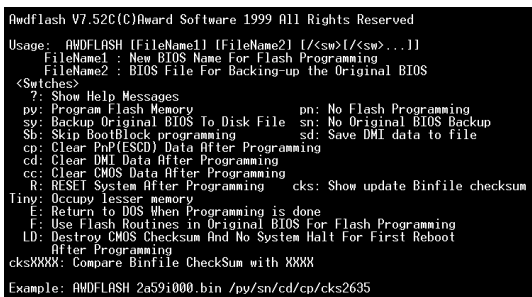 Awdflash V7.52C(C)Award Software 1999 All Rights Reserved
Usage:  AWDFLASH [FileName1] [FileName2] [/<sw>[/<sw>...]]
FileName1 : New BIOS Name For Flash Programming
FileName2 : BIOS File For Backing-up the Original BIOS
<Swtches>
?: Show Help Messages
py: Program Flash Memory    pn: No Flash Programming
sy: Backup Original BIOS To Disk File    sn: No Original BIOS Backup
Sb: Skip BootBlock programming    sd: Save DMI data to file
cp: Clear PnP(ESCD) Data After Programming
cd: Clear DMI Data After Programming
cc: Clear CMOS Data After Programming
R: RESET System After Programming    cks: Show update Binfile checksum
Tiny: Occupy lesser memory
E: Return to DOS When Programming is done
F: Use Flash Routines in Original BIOS For Flash Programming
LD: Destroy CMOS Checksum And No System Halt For First Reboot
After Programming
cksXXXX: Compare Binfile CheckSum with XXXX
Example: AWDFLASH 2a59i000.bin /py/sn/cd/cp/cks2635